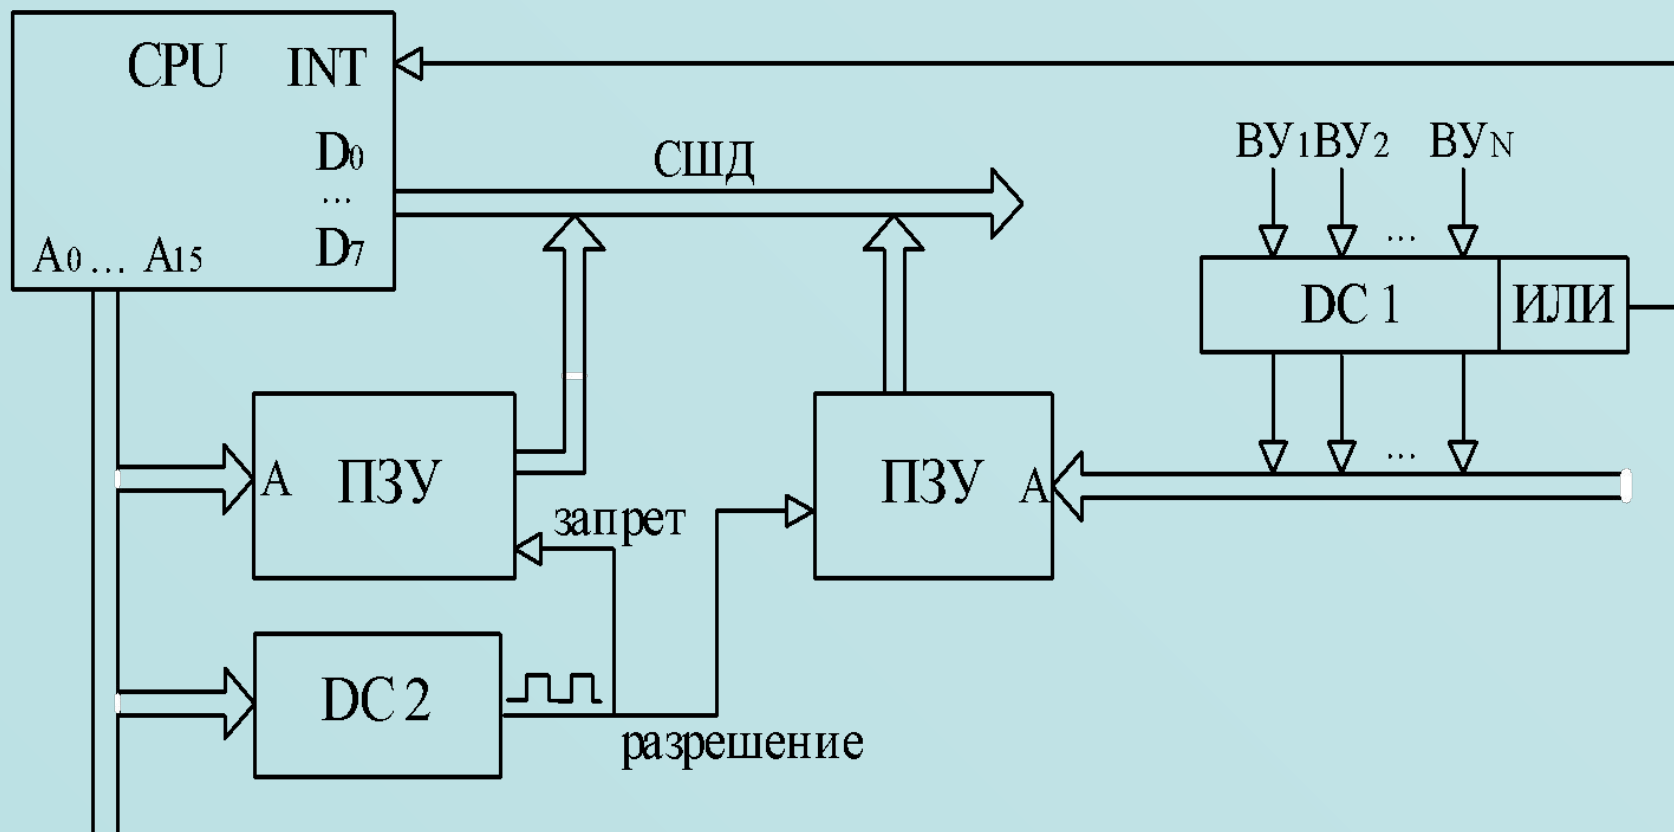 CPU INT
D0
...
D7
A0 ... A15
СШД
ВУ1 ВУ2 ВУN
...
DC 1 ИЛИ
...
A ПЗУ
запрет
ПЗУ A
DC 2
разрешение